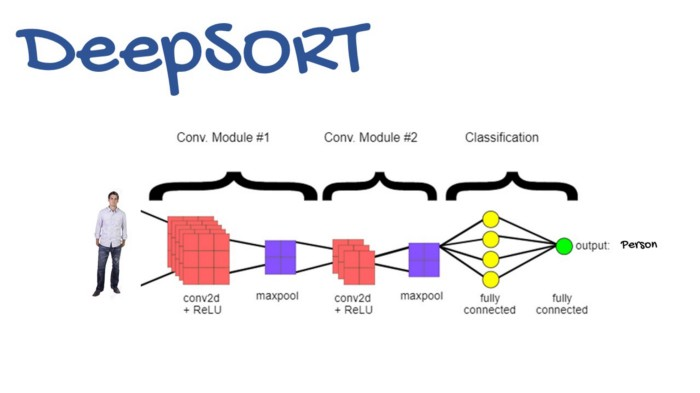 DeepSORT
Conv. Module #1
Conv. Module #2
Classification
output: Person
conv2d
+ ReLU
maxpool
conv2d
+ ReLU
maxpool
fully
connected
fully
connected